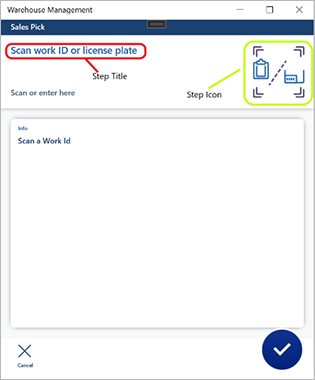 Warehouse Management
Sales Pick
Scan work ID or license plate
Step Title
Step Icon
Scan or enter here
Info
Scan a Work Id
Cancel